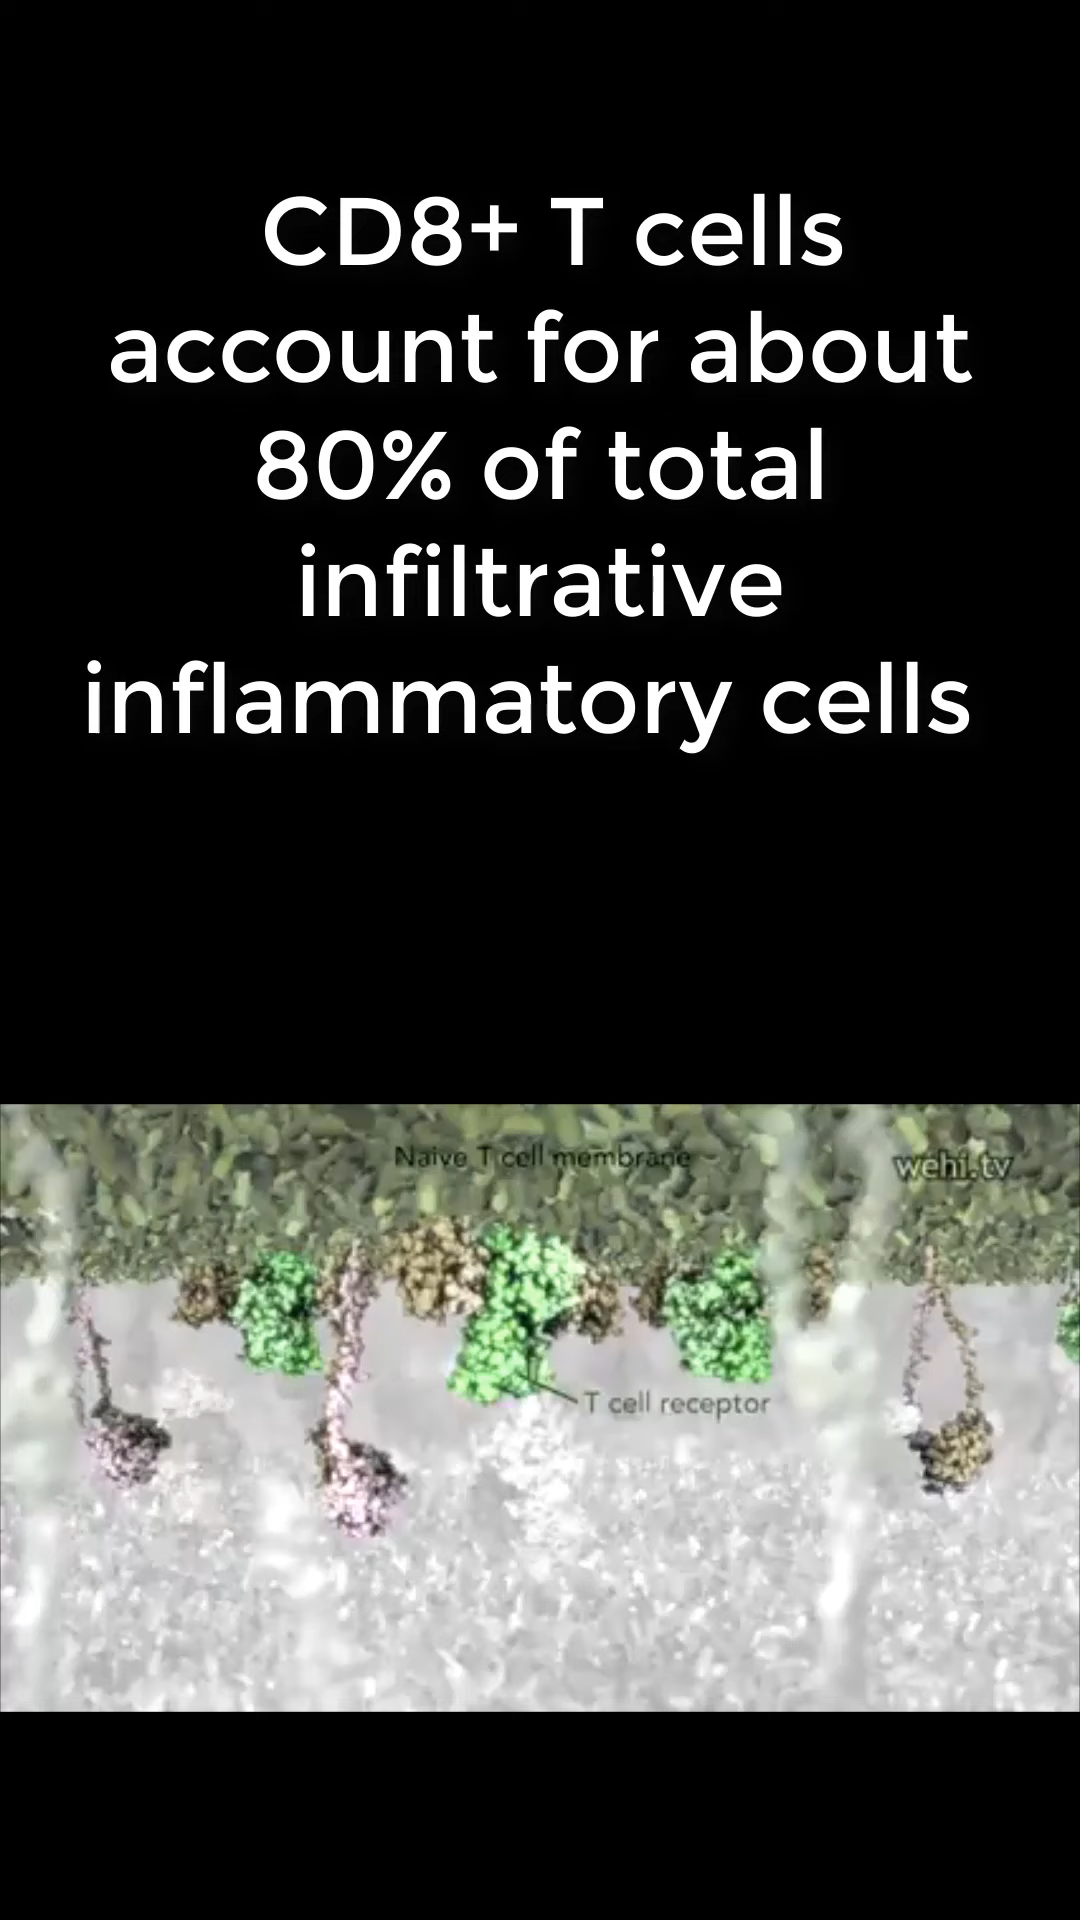 CD8+ T cells
account for about
80% of total
infiltrative
inflammatory cells
Naive T cell membrane
wehi.tv
T cell receptor